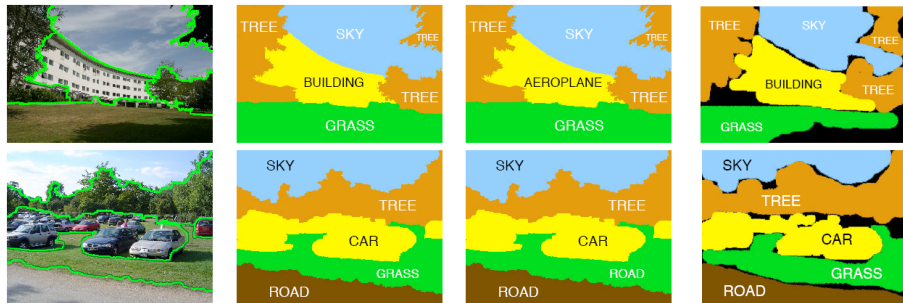 TREE SKY TREE BUILDING TREE GRASS
TREE SKY TREE AEROPLANE TREE GRASS
SKY TREE BUILDING TREE GRASS
SKY TREE CAR GRASS ROAD
SKY TREE CAR ROAD ROAD
SKY TREE CAR GRASS ROAD